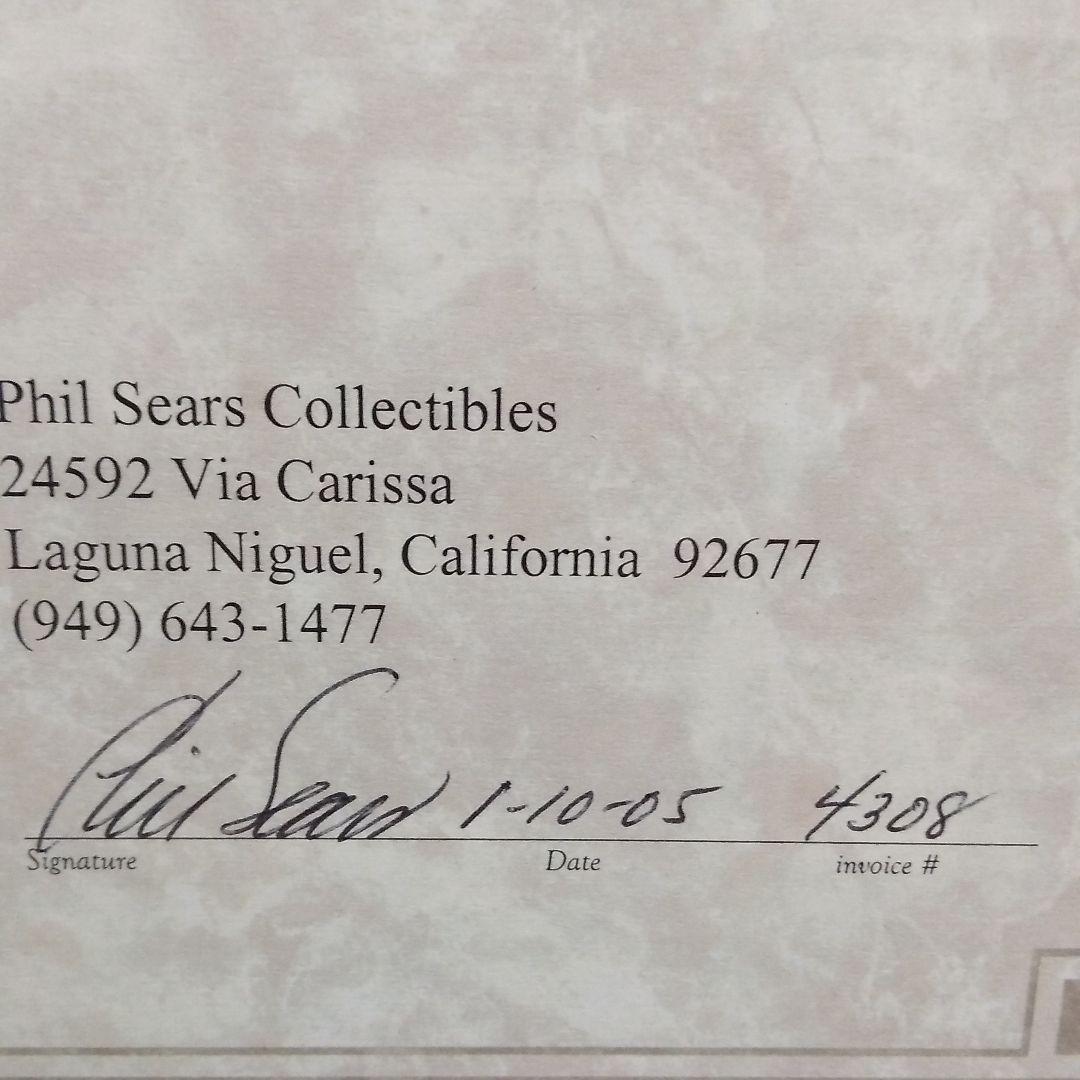 Phil Sears Collectibles
24592 Via Carissa
Laguna Niguel, California 92677
(949) 643-1477
Phil Sears 1-10-05 4308
Signature Date invoice #